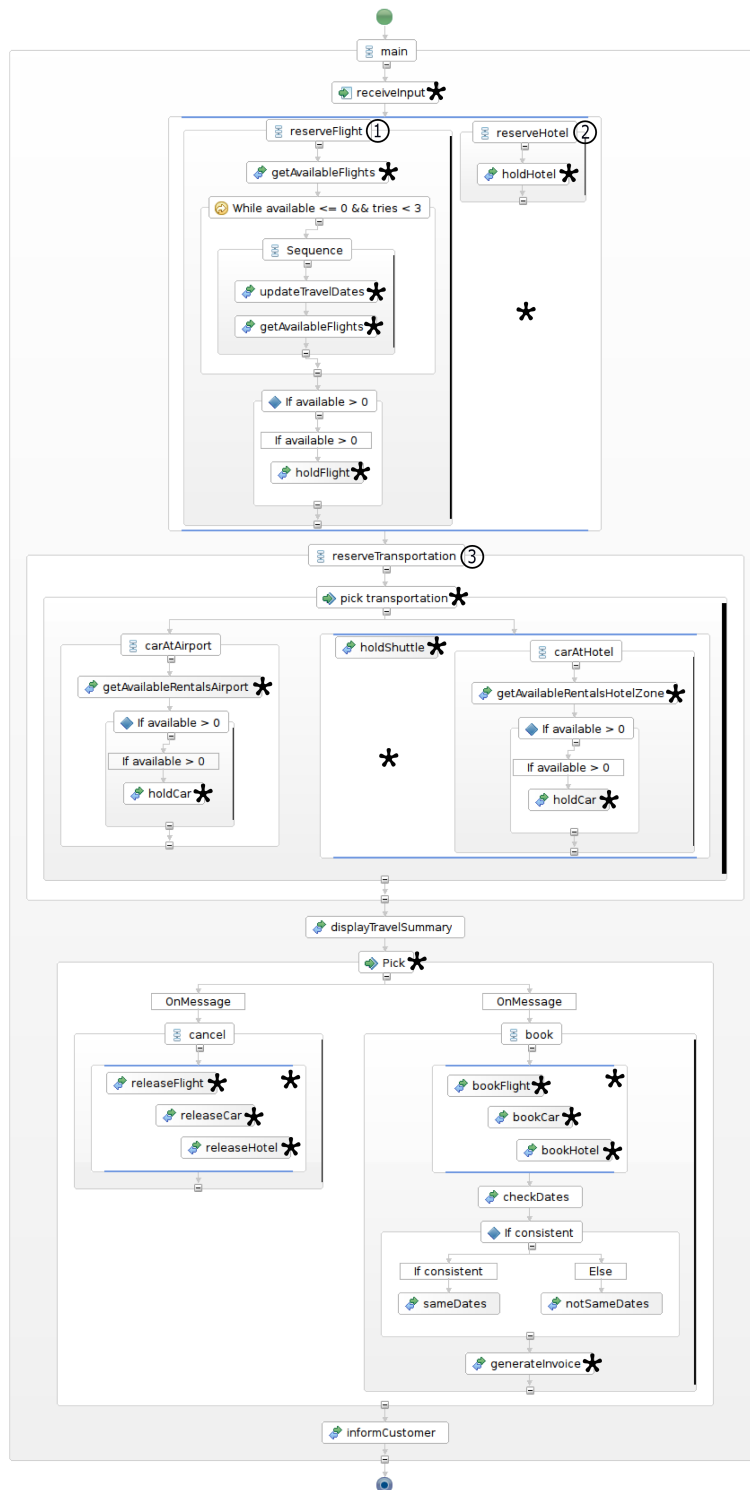 main
receiveInput *
reserveFlight ①
reserveHotel ②
getAvailableFlights *
holdHotel *
While available <= 0 && tries < 3
Sequence
updateTravelDates *
*
getAvailableFlights *
If available > 0
If available > 0
holdFlight *
reserveTransportation ③
pick transportation *
carAtAirport
holdShuttle *
carAtHotel
getAvailableRentalsAirport *
getAvailableRentalsHotelZone *
If available > 0
If available > 0
*
If available > 0
If available > 0
holdCar *
holdCar *
displayTravelSummary
Pick *
OnMessage
OnMessage
cancel
book
*
*
releaseFlight *
bookFlight *
releaseCar *
bookCar *
releaseHotel *
bookHotel *
checkDates
If consistent
If consistent
Else
sameDates
notSameDates
generateInvoice *
informCustomer